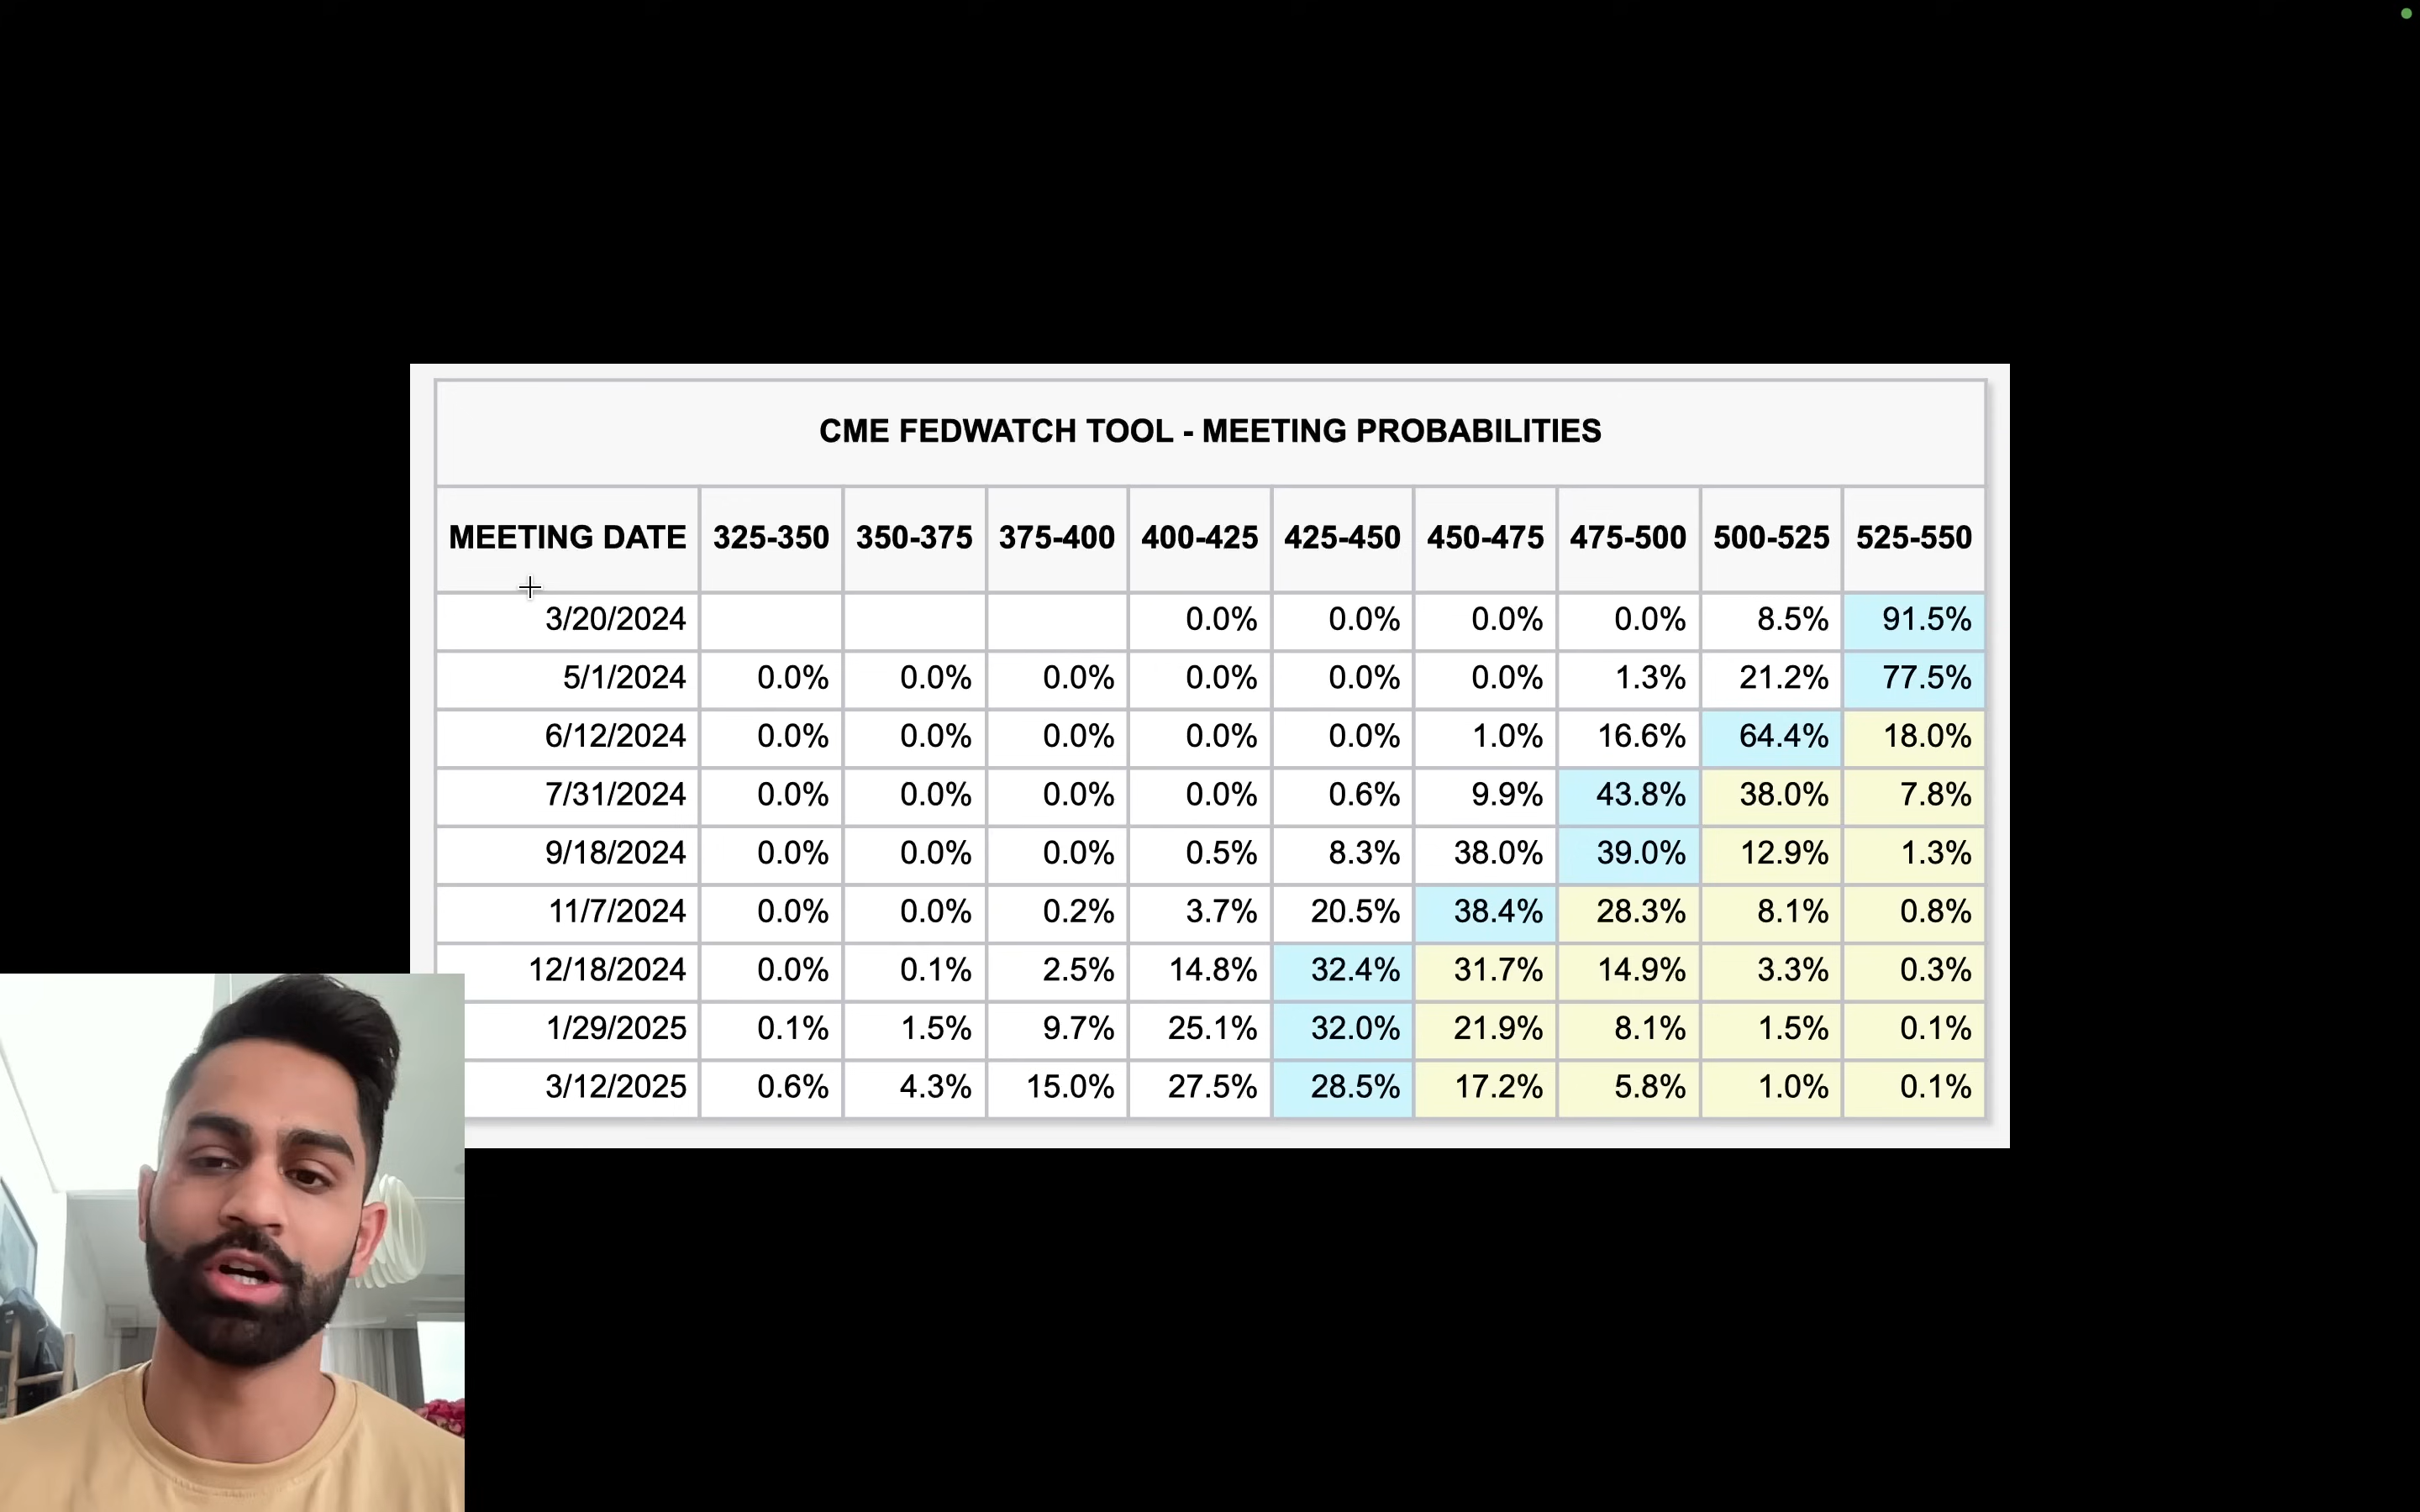 CME FEDWATCH TOOL - MEETING PROBABILITIES
MEETING DATE 325-350 350-375 375-400 400-425 425-450 450-475 475-500 500-525 525-550
3/20/2024 0.0% 0.0% 0.0% 0.0% 8.5% 91.5%
5/1/2024 0.0% 0.0% 0.0% 0.0% 0.0% 0.0% 1.3% 21.2% 77.5%
6/12/2024 0.0% 0.0% 0.0% 0.0% 0.0% 1.0% 16.6% 64.4% 18.0%
7/31/2024 0.0% 0.0% 0.0% 0.0% 0.6% 9.9% 43.8% 38.0% 7.8%
9/18/2024 0.0% 0.0% 0.0% 0.5% 8.3% 38.0% 39.0% 12.9% 1.3%
11/7/2024 0.0% 0.0% 0.2% 3.7% 20.5% 38.4% 28.3% 8.1% 0.8%
12/18/2024 0.0% 0.1% 2.5% 14.8% 32.4% 31.7% 14.9% 3.3% 0.3%
1/29/2025 0.1% 1.5% 9.7% 25.1% 32.0% 21.9% 8.1% 1.5% 0.1%
3/12/2025 0.6% 4.3% 15.0% 27.5% 28.5% 17.2% 5.8% 1.0% 0.1%